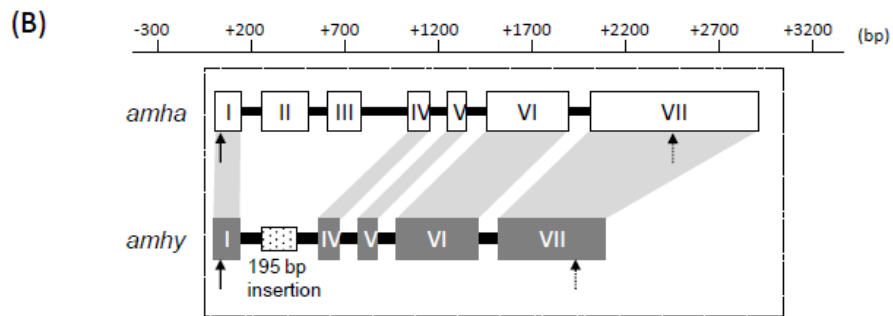 (B)
-300 +200 +700 +1200 +1700 +2200 +2700 +3200 (bp)
amha I II III IV V VI VII
amhy I IV V VI VII
195 bp
insertion